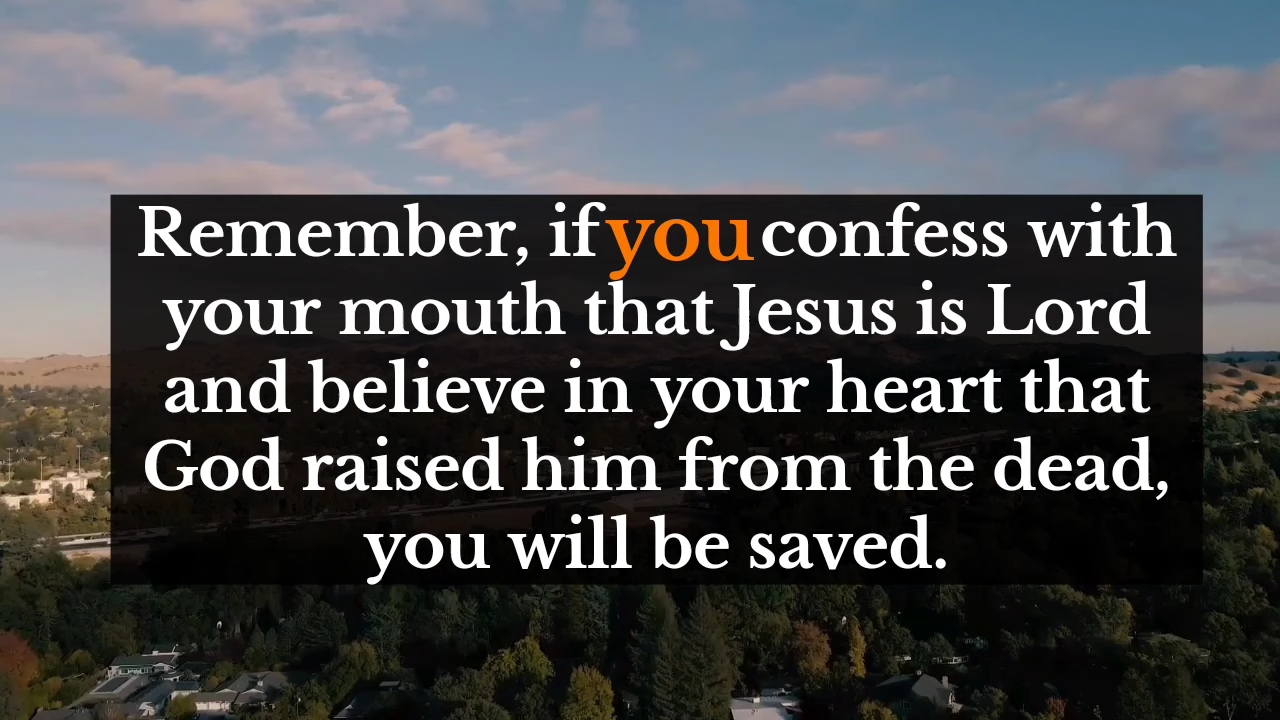 Remember, if you confess with
your mouth that Jesus is Lord
and believe in your heart that
God raised him from the dead,
you will be saved.